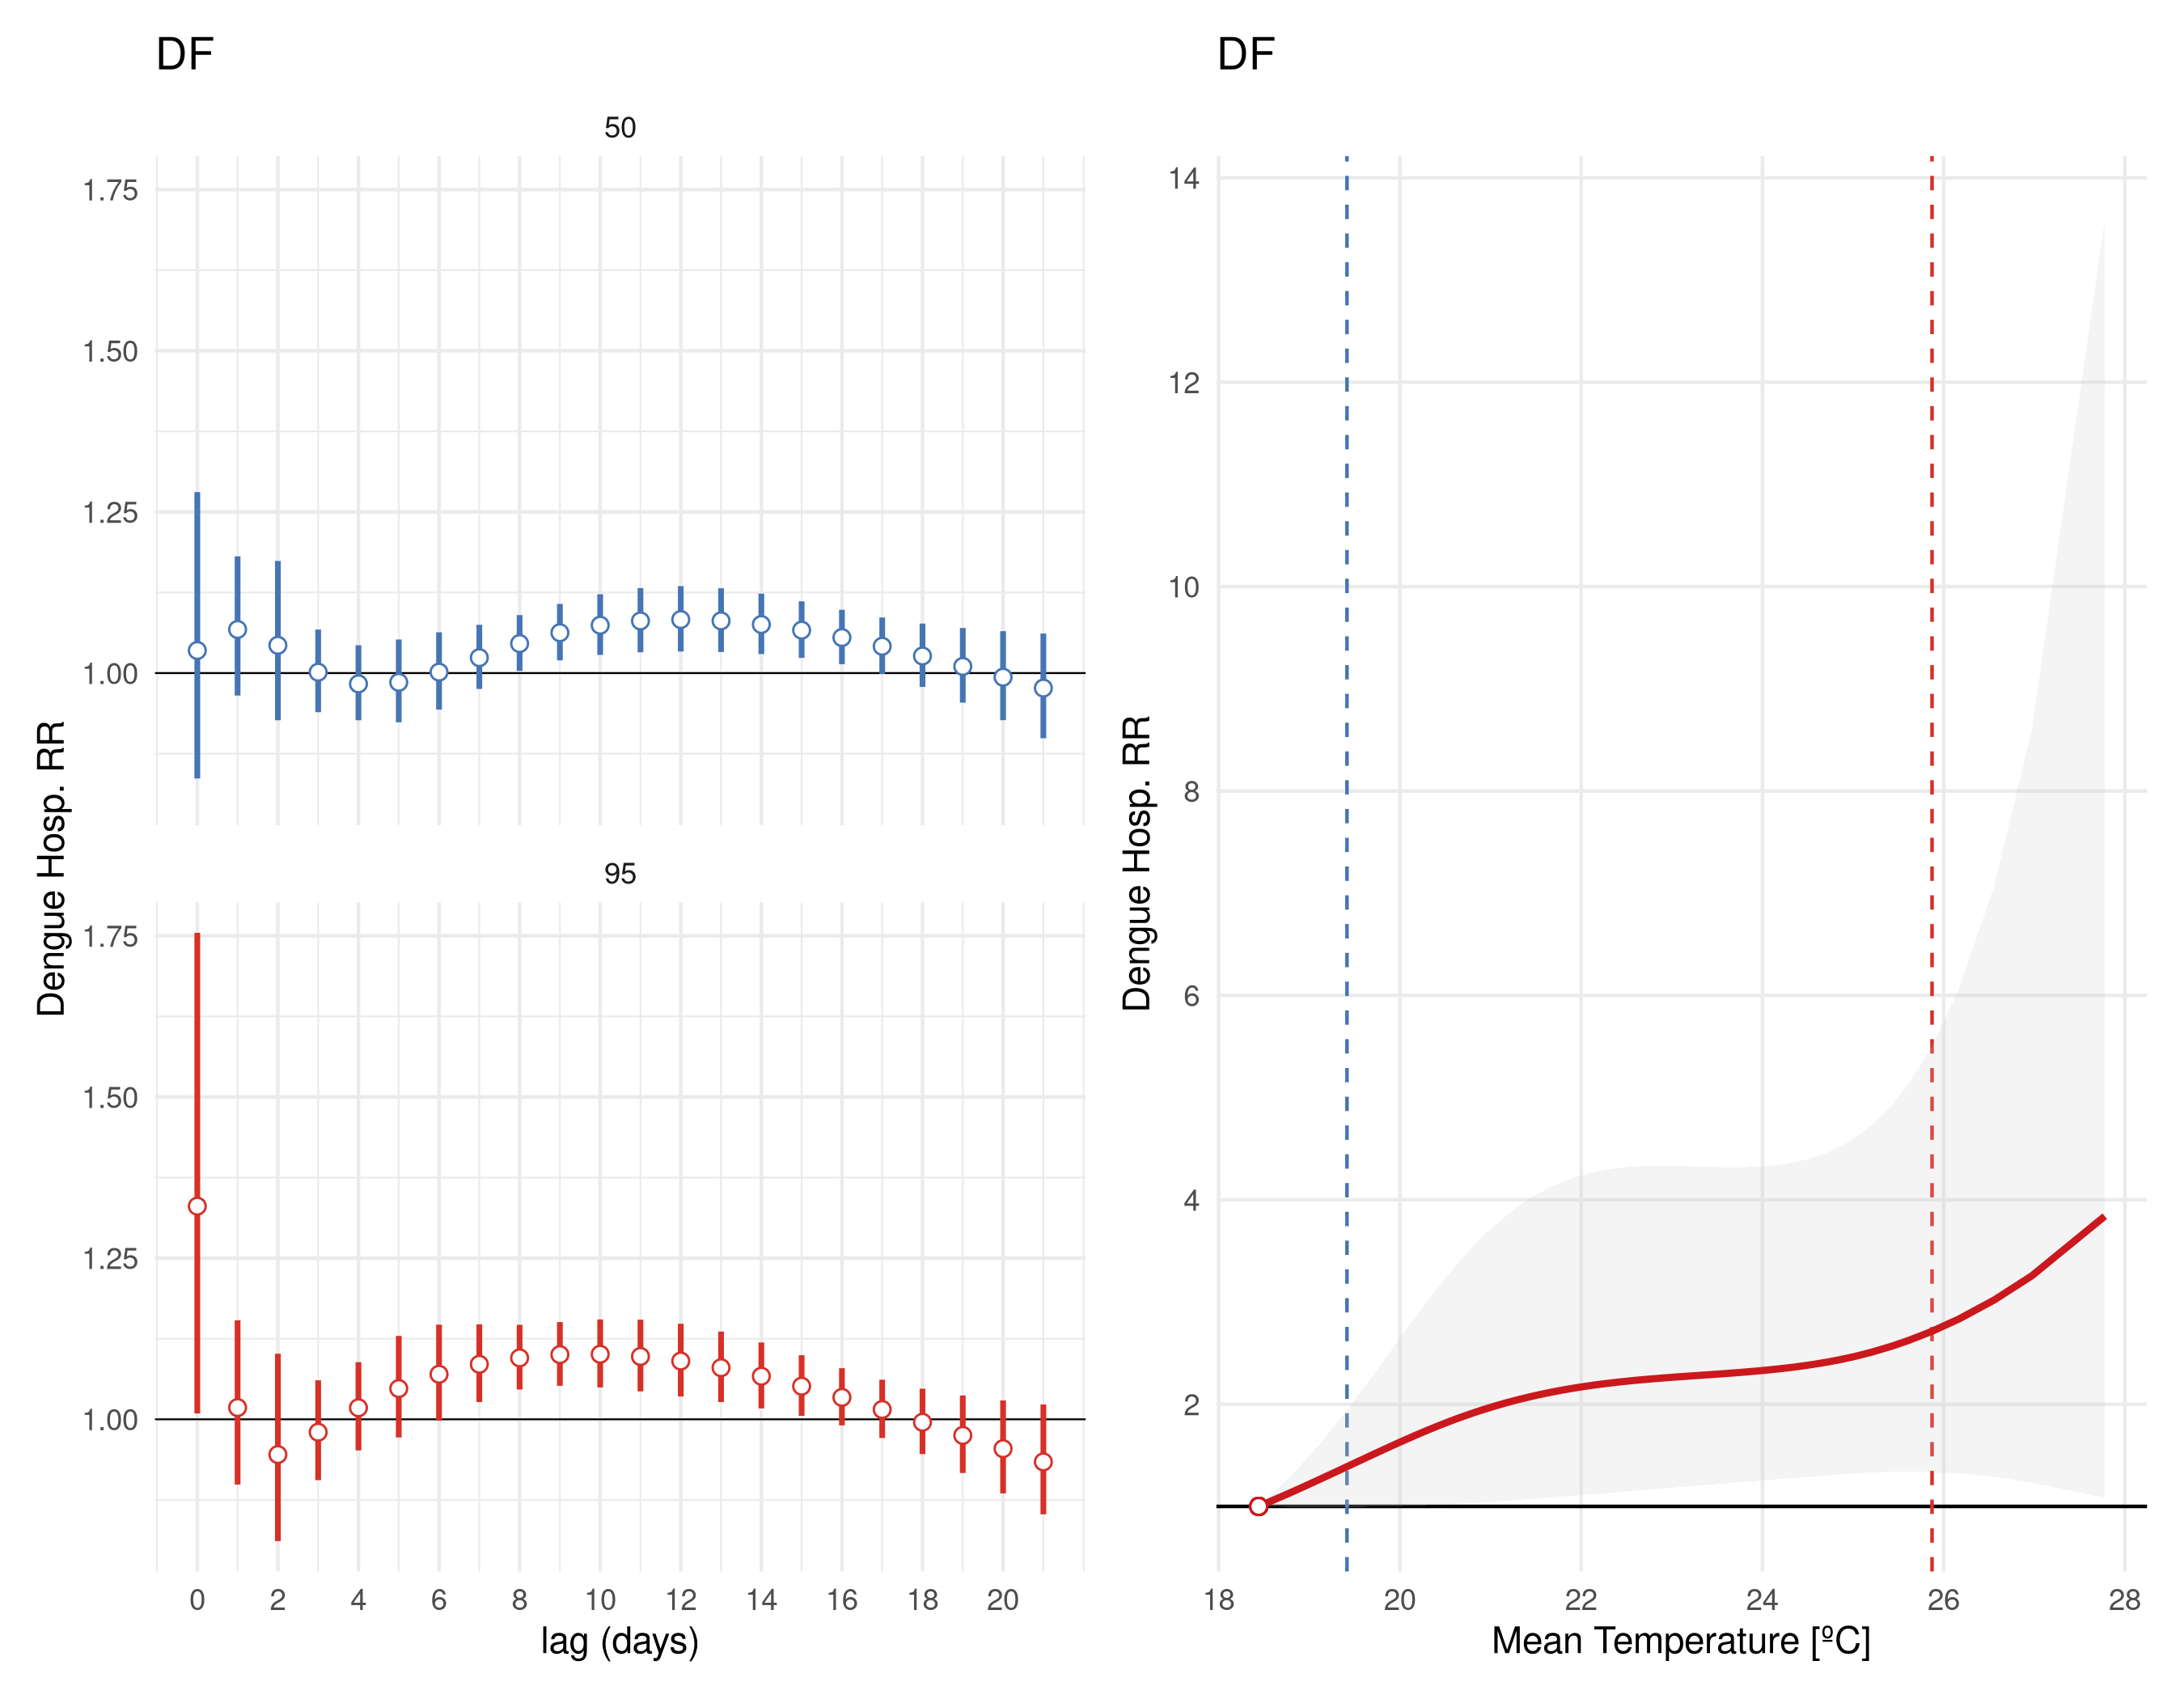 DF
50
1.75
1.50
1.25
1.00
95
1.75
1.50
1.25
1.00
Dengue Hosp. RR
0 2 4 6 8 10 12 14 16 18 20
lag (days)
DF
14
12
10
8
6
4
2
Dengue Hosp. RR
18 20 22 24 26 28
Mean Temperature [ºC]